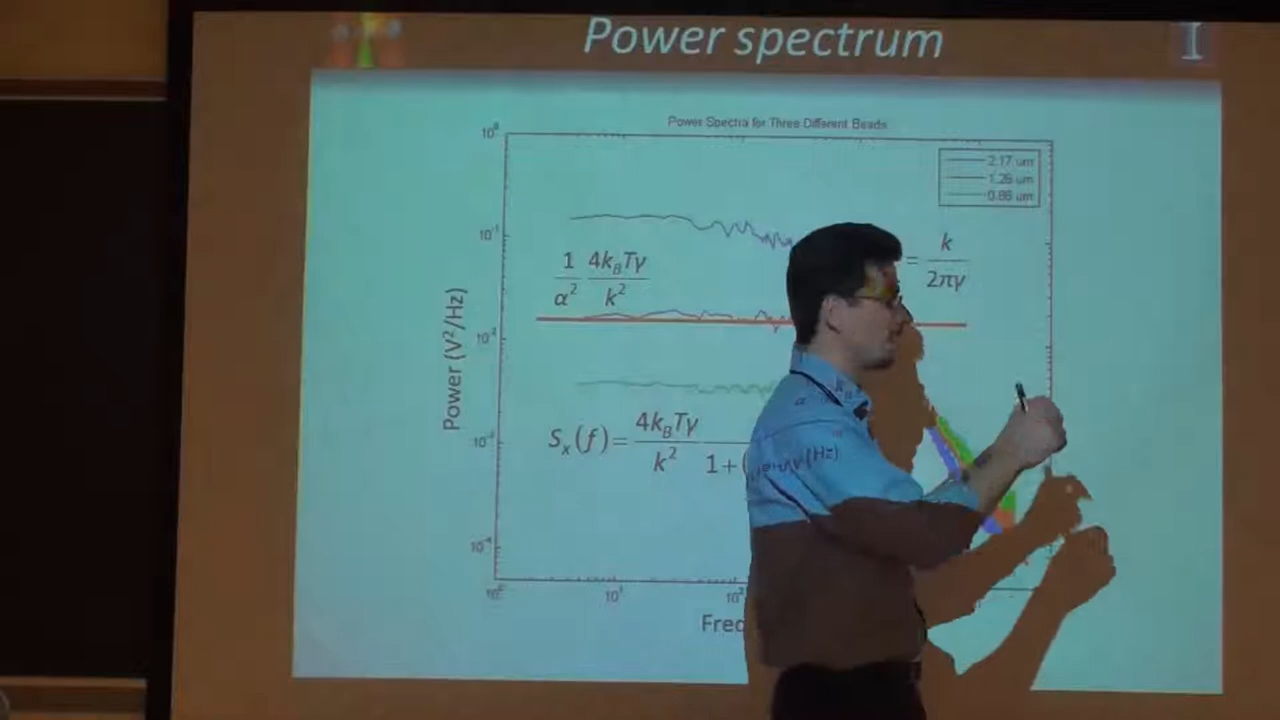 Power spectrum
I
Power Spectra for Three Different Beads
2.17 um
1.26 um
0.86 um
10⁰
10⁻¹
10⁻²
10⁻³
10⁻⁴
Power (V²/Hz)
1/α² 4k_BTγ/k²
= k/2πγ
S_x(f)= 4k_BTγ/k² 1+(
10⁰ 10¹ 10²
Freq